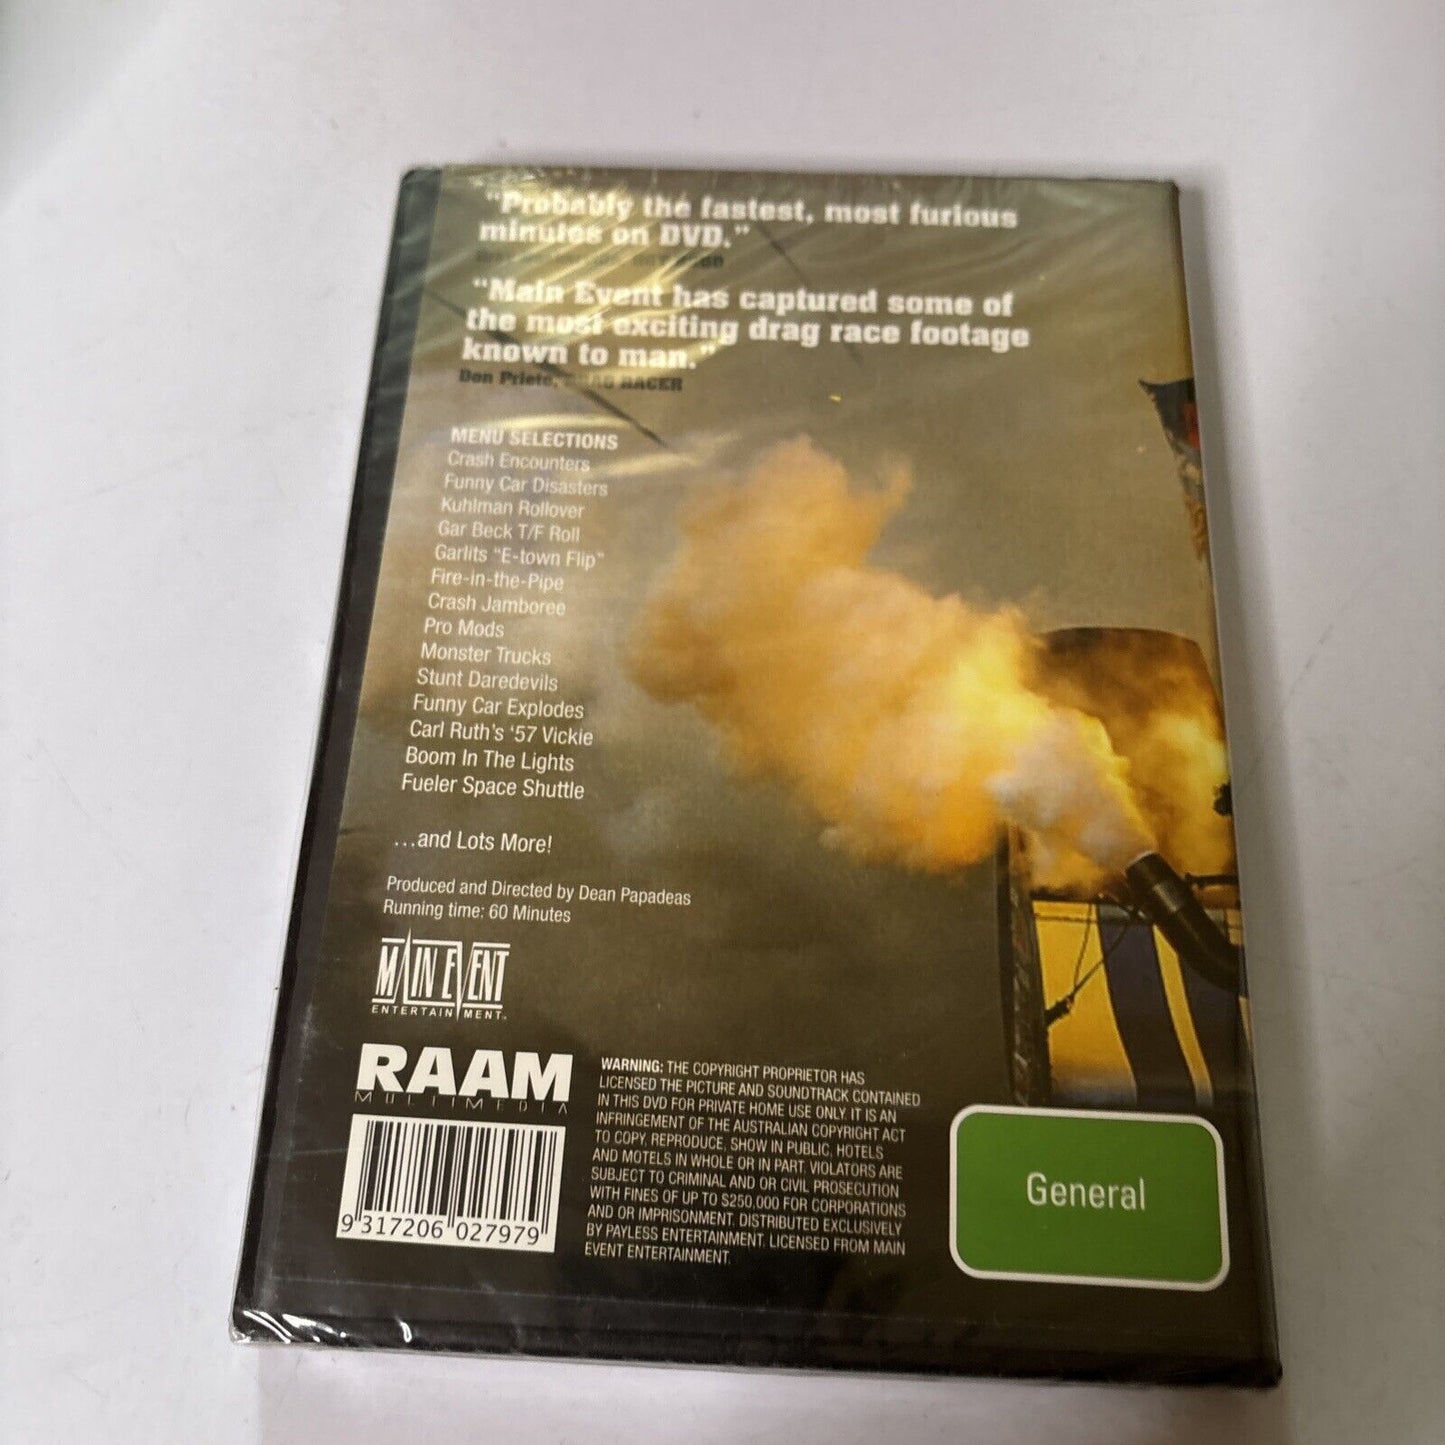 "Probably the fastest, most furious
minutes on DVD."
"Main Event has captured some of
the most exciting drag race footage
known to man."
Don Prieto, DRAG RACER
MENU SELECTIONS
Crash Encounters
Funny Car Disasters
Kuhlman Rollover
Gar Beck T/F Roll
Garlits "E-town Flip"
Fire-in-the-Pipe
Crash Jamboree
Pro Mods
Monster Trucks
Stunt Daredevils
Funny Car Explodes
Carl Ruth's '57 Vickie
Boom In The Lights
Fueler Space Shuttle
...and Lots More!
Produced and Directed by Dean Papadeas
Running time: 60 Minutes
MAIN EVENT
ENTERTAINMENT™
RAAM
MULTIMEDIA
9 317206 027979
WARNING: THE COPYRIGHT PROPRIETOR HAS
LICENSED THE PICTURE AND SOUNDTRACK CONTAINED
IN THIS DVD FOR PRIVATE HOME USE ONLY. IT IS AN
INFRINGEMENT OF THE AUSTRALIAN COPYRIGHT ACT
TO COPY, REPRODUCE, SHOW IN PUBLIC, HOTELS
AND MOTELS IN WHOLE OR IN PART. VIOLATORS ARE
SUBJECT TO CRIMINAL AND OR CIVIL PROSECUTION
WITH FINES OF UP TO $250,000 FOR CORPORATIONS
AND OR IMPRISONMENT. DISTRIBUTED EXCLUSIVELY
BY PAYLESS ENTERTAINMENT. LICENSED FROM MAIN
EVENT ENTERTAINMENT.
General